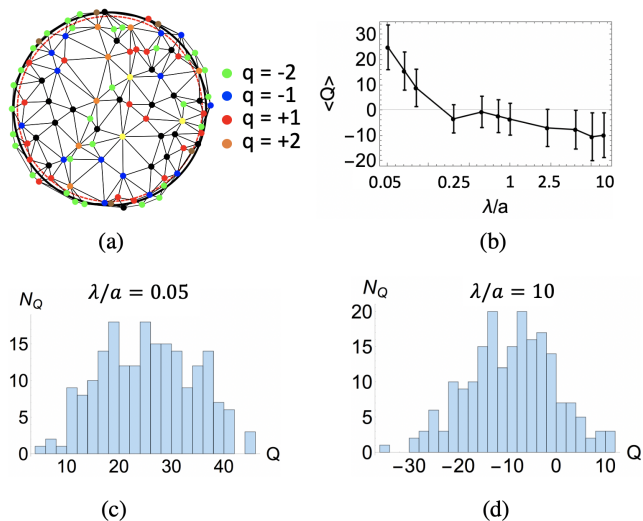 q = -2
q = -1
q = +1
q = +2
(a)
<Q>
30
20
10
0
−10
−20
0.05 0.25 1 2.5 10
λ/a
(b)
N_Q
λ/a = 0.05
15
10
5
0
10 20 30 40 Q
(c)
N_Q
λ/a = 10
20
15
10
5
0
−30 −20 −10 0 10 Q
(d)